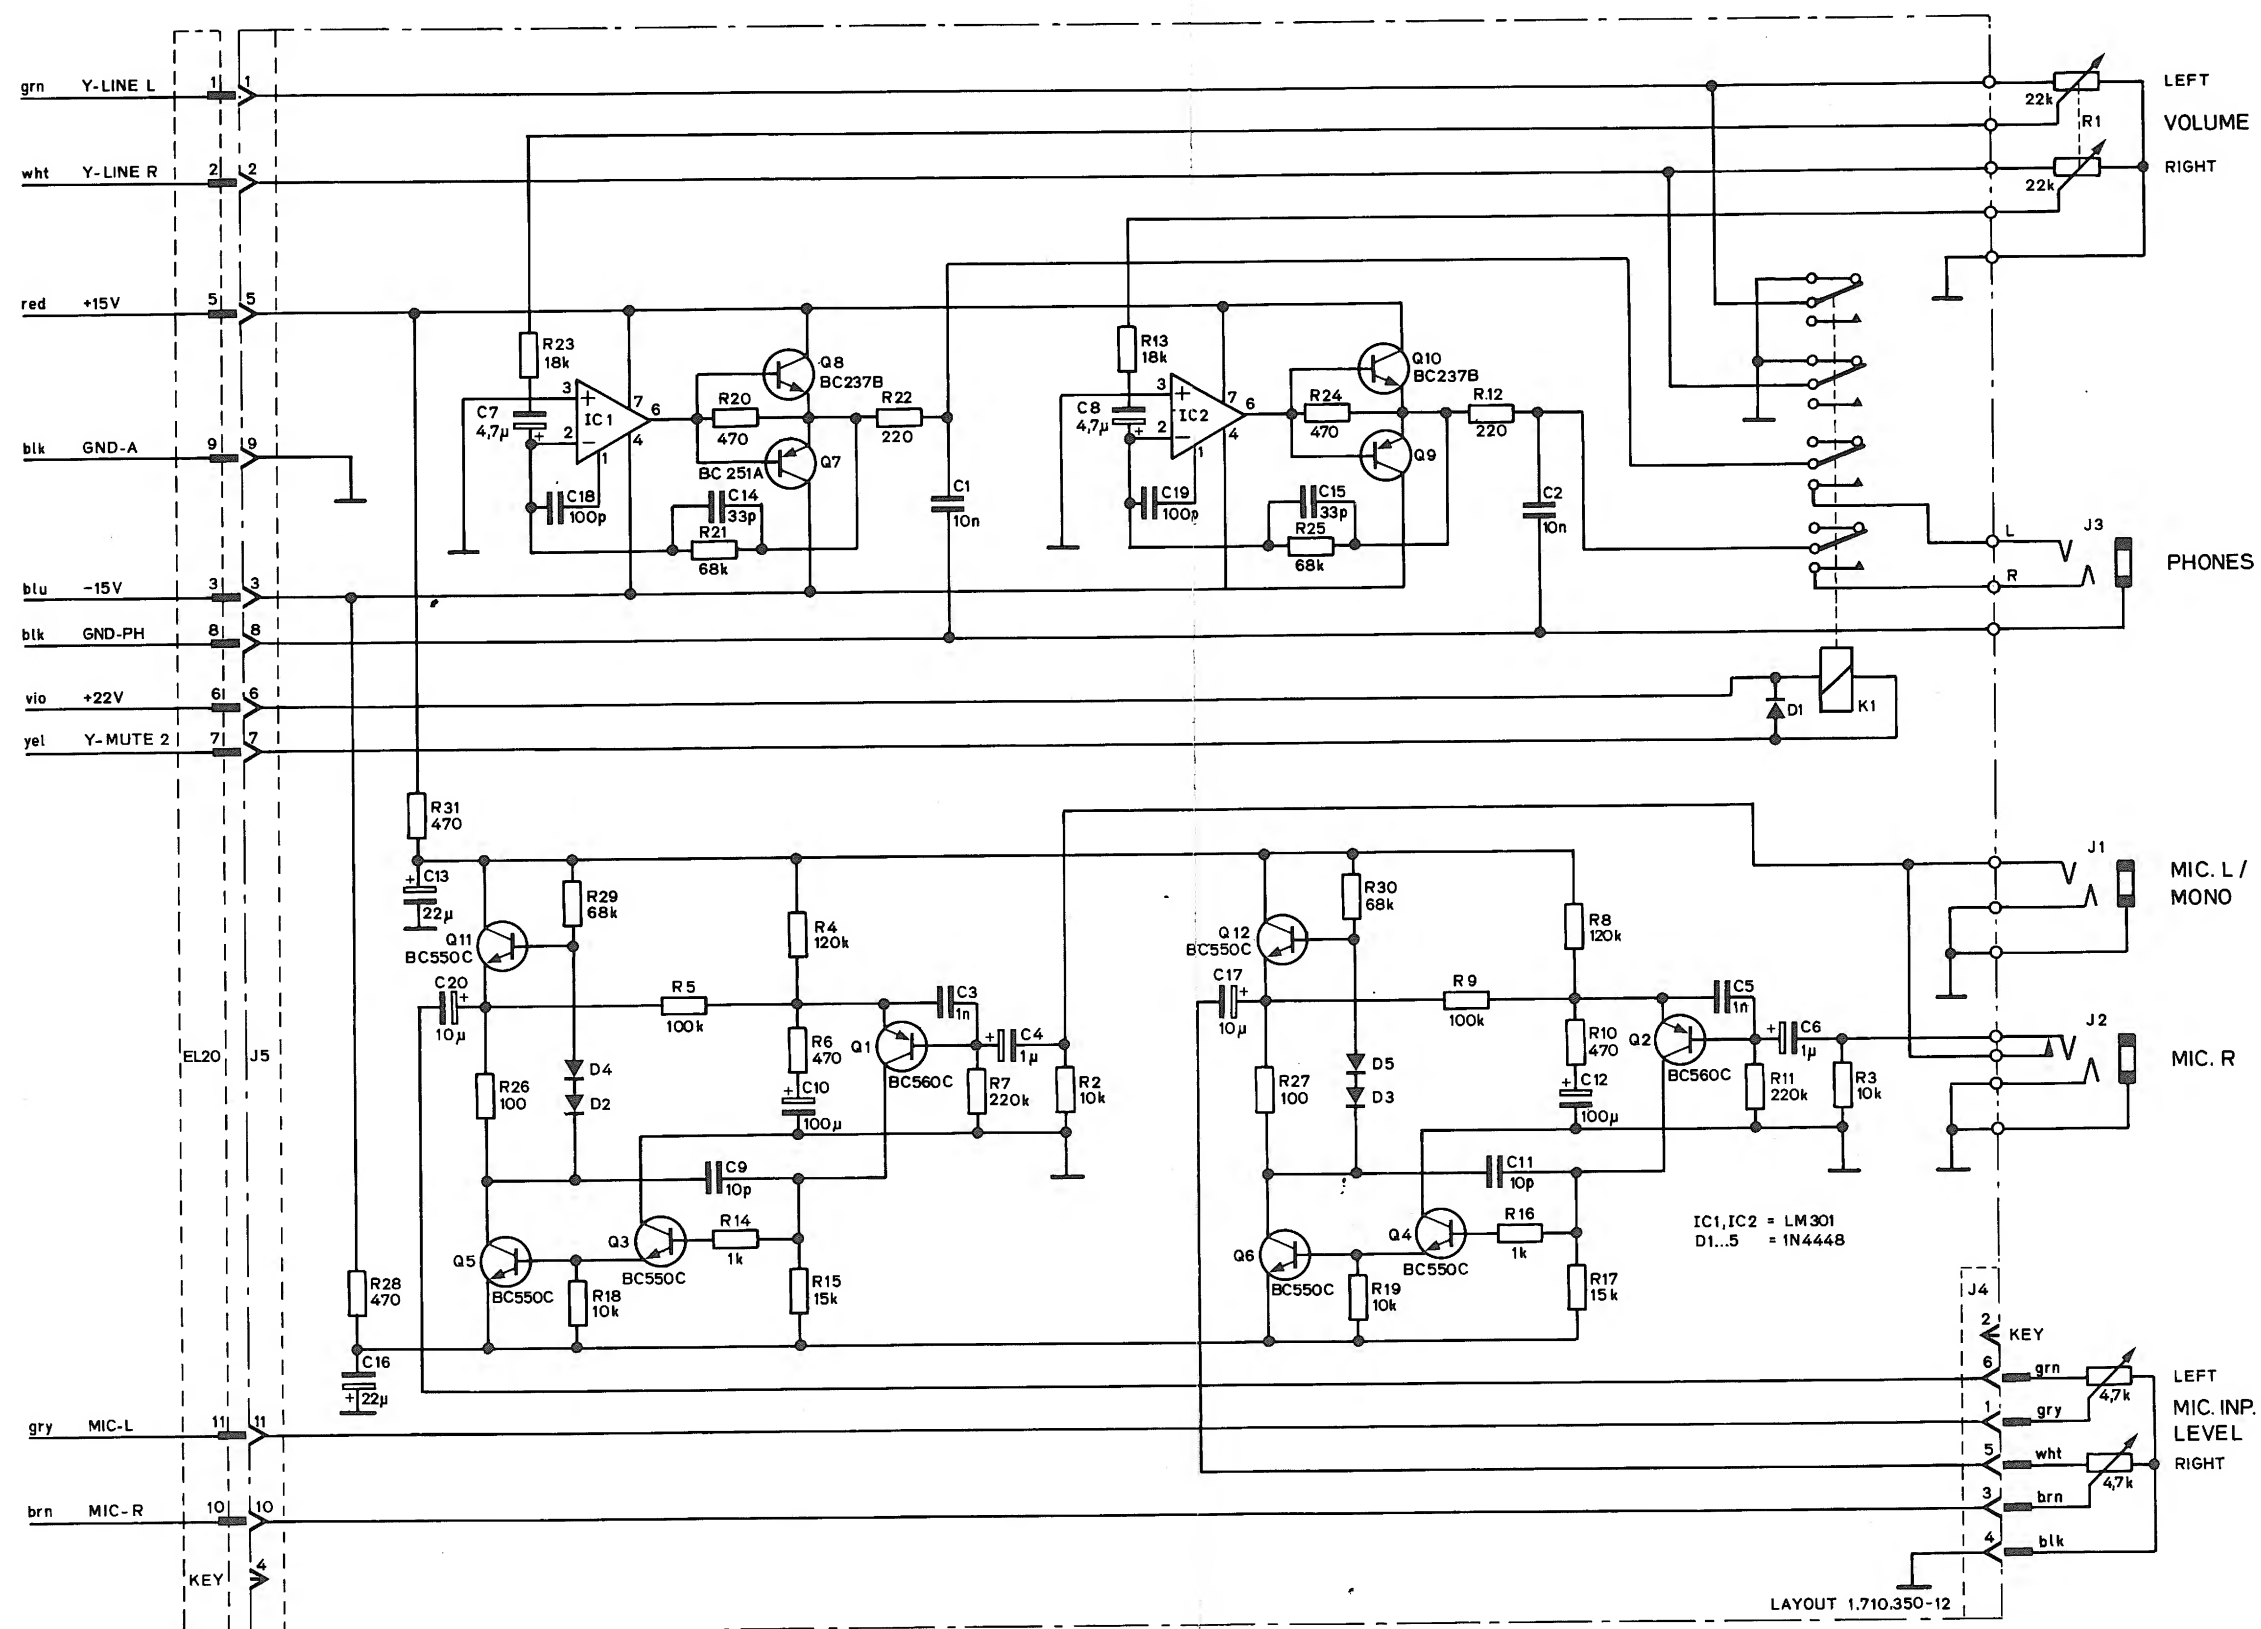 grn Y-LINE L 1 1
LEFT
22k
R1
VOLUME
wht Y-LINE R 2 2
RIGHT
22k
red +15V 5 5
R23
18k
3
+
IC1
7
6
2
−
4
1
C7
4,7µ
+
C18
100p
Q8
BC237B
R20
470
R22
220
BC 251A
Q7
C14
33p
R21
68k
C1
10n
R13
18k
3
+
IC2
7
6
2
−
4
1
C8
4,7µ
+
C19
100p
Q10
BC237B
R24
470
R.12
220
Q9
C15
33p
R25
68k
C2
10n
blk GND-A 9 9
L
J3
PHONES
R
blu -15V 3 3
blk GND-PH 8 8
vio +22V 6 6
D1
K1
yel Y-MUTE 2 7 7
R31
470
+
C13
22µ
R29
68k
Q11
BC550C
R4
120k
C20
+
10µ
R5
100k
C3
1n
R6
470
Q1
BC560C
+
C4
1µ
D4
D2
R26
100
+
C10
100µ
R7
220k
R2
10k
C9
10p
Q3
BC550C
R14
1k
Q5
BC550C
R18
10k
R15
15k
R28
470
C16
+
22µ
R30
68k
Q12
BC550C
R8
120k
C17
+
10µ
R9
100k
C5
1n
R10
470
Q2
BC560C
+
C6
1µ
D5
D3
R27
100
+
C12
100µ
R11
220k
R3
10k
C11
10p
Q4
BC550C
R16
1k
Q6
BC550C
R19
10k
R17
15k
J1
MIC. L /
MONO
J2
MIC. R
EL20
J5
IC1,IC2 = LM301
D1...5 = 1N4448
J4
2
KEY
6
grn
LEFT
4,7k
1
gry
MIC. INP.
LEVEL
5
wht
RIGHT
4,7k
3
brn
4
blk
gry MIC-L 11 11
brn MIC-R 10 10
KEY 4
LAYOUT 1.710.350-12